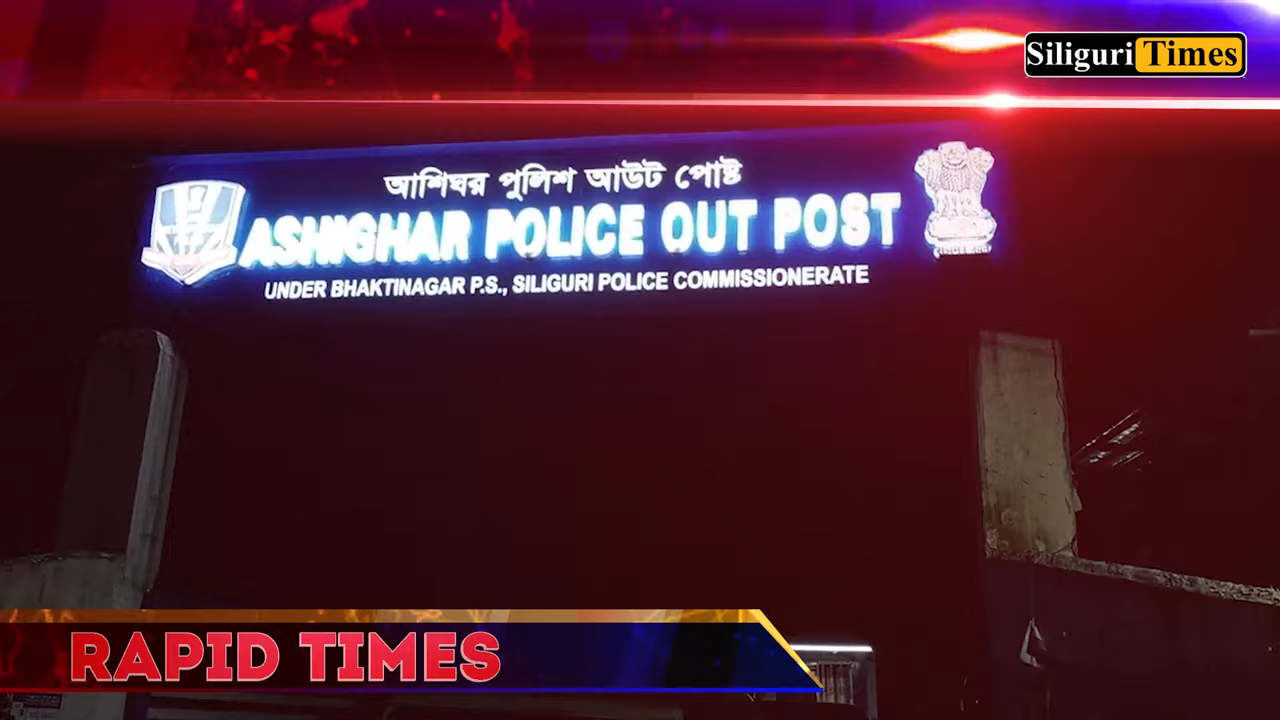 Siliguri Times
আশিঘর পুলিশ আউট পোষ্ট
ASHIGHAR POLICE OUT POST
UNDER BHAKTINAGAR P.S., SILIGURI POLICE COMMISSIONERATE
RAPID TIMES